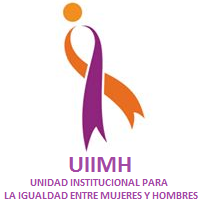 UIIMH
UNIDAD INSTITUCIONAL PARA
LA IGUALDAD ENTRE MUJERES Y HOMBRES